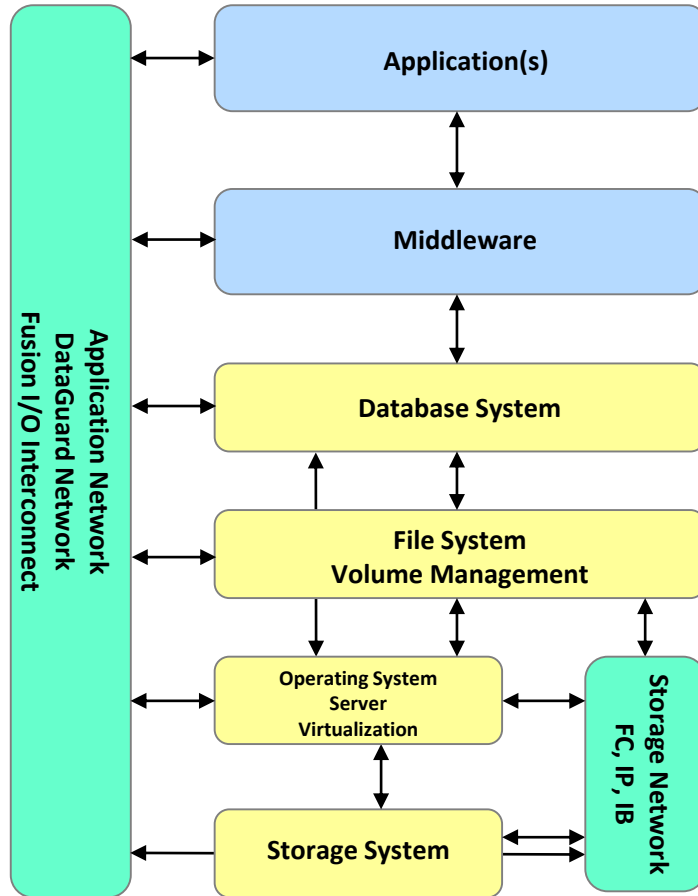 Application(s)
Middleware
Application Network
DataGuard Network
Fusion I/O Interconnect
Database System
File System
Volume Management
Operating System
Server
Virtualization
Storage Network
FC, IP, IB
Storage System